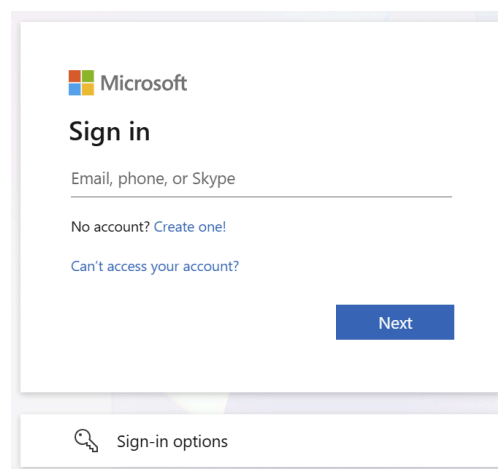 Microsoft
Sign in
Email, phone, or Skype
No account? Create one!
Can't access your account?
Next
Sign-in options